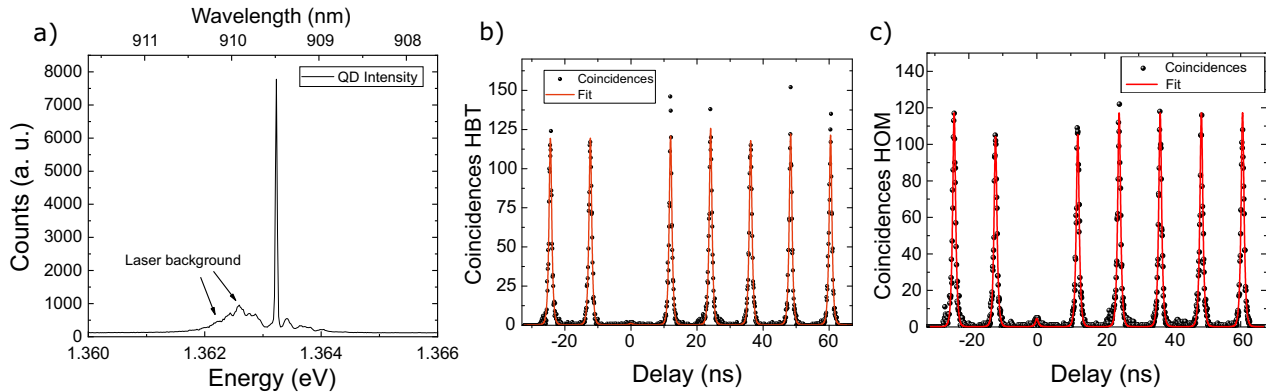 a)
Wavelength (nm)
911 910 909 908
QD Intensity
8000
7000
6000
5000
4000
3000
2000
1000
0
Counts (a. u.)
Laser background
1.360 1.362 1.364 1.366
Energy (eV)
b)
Coincidences
Fit
150
125
100
75
50
25
0
Coincidences HBT
-20 0 20 40 60
Delay (ns)
c)
Coincidences
Fit
140
120
100
80
60
40
20
0
Coincidences HOM
-20 0 20 40 60
Delay (ns)